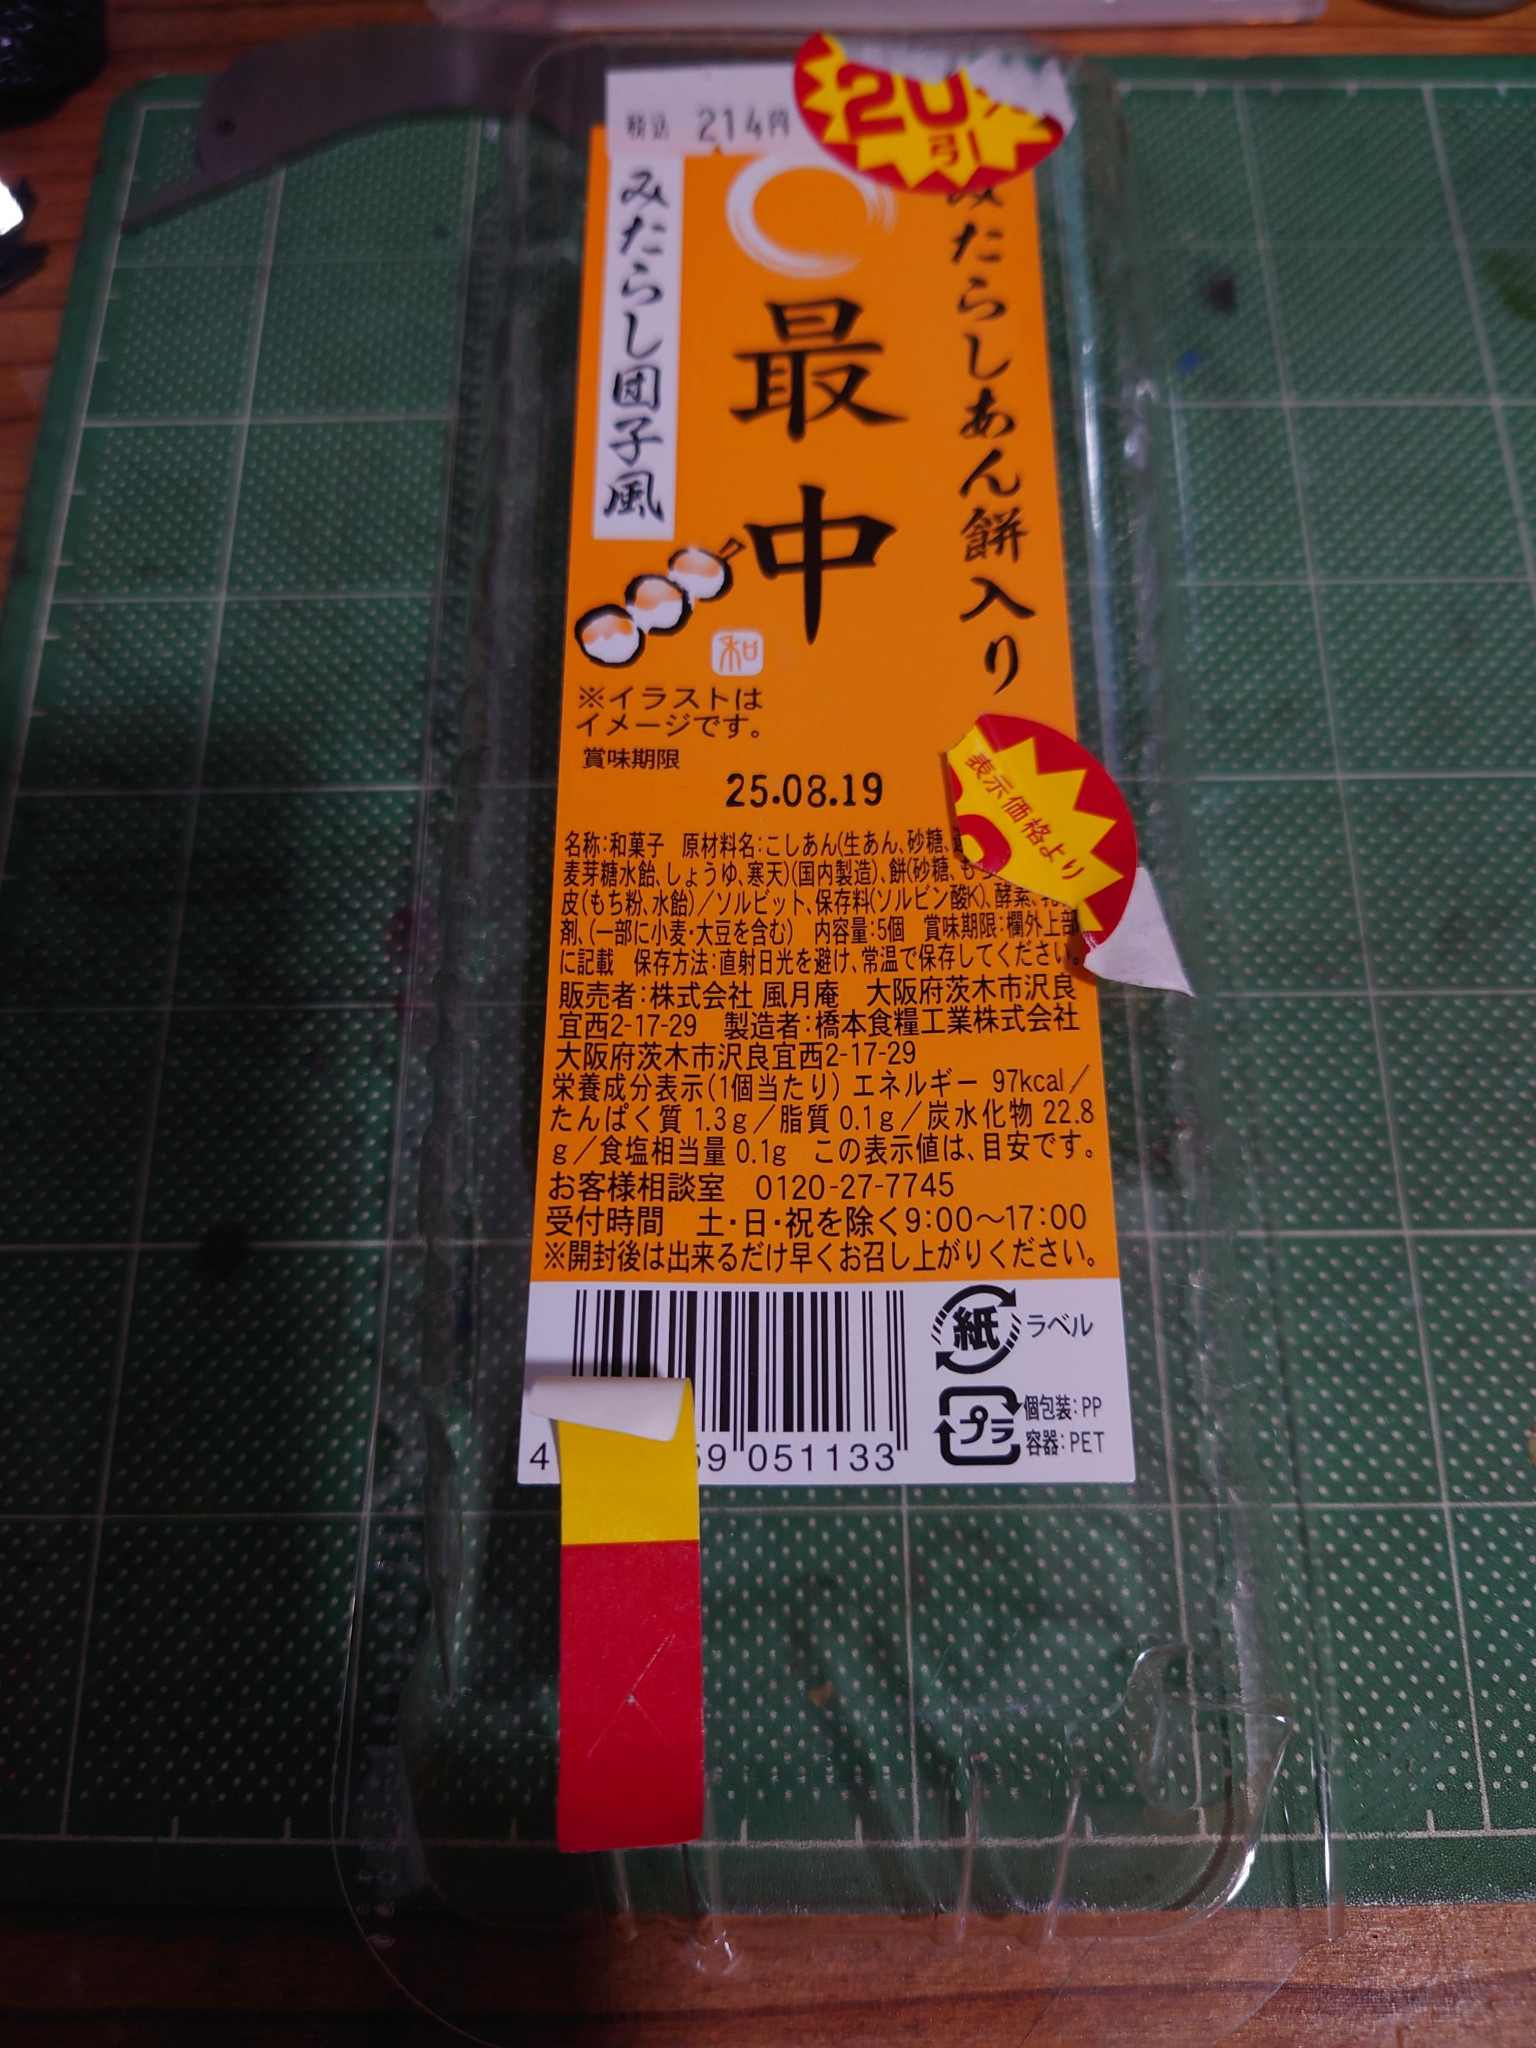 税込 214円
20%
引
みたらしあん餅入り
最中
みたらし団子風
和
※イラストは
イメージです。
賞味期限
25.08.19
表示価格より
名称:和菓子 原材料名:こしあん(生あん、砂糖、
麦芽糖水飴、しょうゆ、寒天)(国内製造)、餅(砂糖、もち
皮(もち粉、水飴)/ソルビット、保存料(ソルビン酸K)、酵素、
剤、(一部に小麦・大豆を含む) 内容量:5個 賞味期限:欄外上部
に記載 保存方法:直射日光を避け、常温で保存してください。
販売者:株式会社 風月庵 大阪府茨木市沢良
宜西2-17-29 製造者:橋本食糧工業株式会社
大阪府茨木市沢良宜西2-17-29
栄養成分表示(1個当たり) エネルギー 97kcal/
たんぱく質 1.3g/脂質 0.1g/炭水化物 22.8
g/食塩相当量 0.1g この表示値は、目安です。
お客様相談室 0120-27-7745
受付時間 土・日・祝を除く9:00～17:00
※開封後は出来るだけ早くお召し上がりください。
紙 ラベル
プラ 個包装:PP
容器:PET
4 59 051133